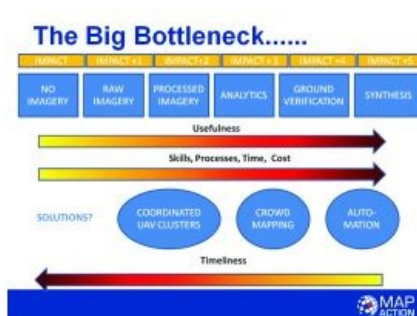 The Big Bottleneck......
IMPACT IMPACT +1 IMPACT+2 IMPACT + 3 IMPACT +4 IMPACT +5
NO IMAGERY RAW IMAGERY PROCESSED IMAGERY ANALYTICS GROUND VERIFICATION SYNTHESIS
Usefulness
Skills, Processes, Time, Cost
SOLUTIONS? COORDINATED UAV CLUSTERS CROWD MAPPING AUTO-MATION
Timeliness
MAP
ACTION